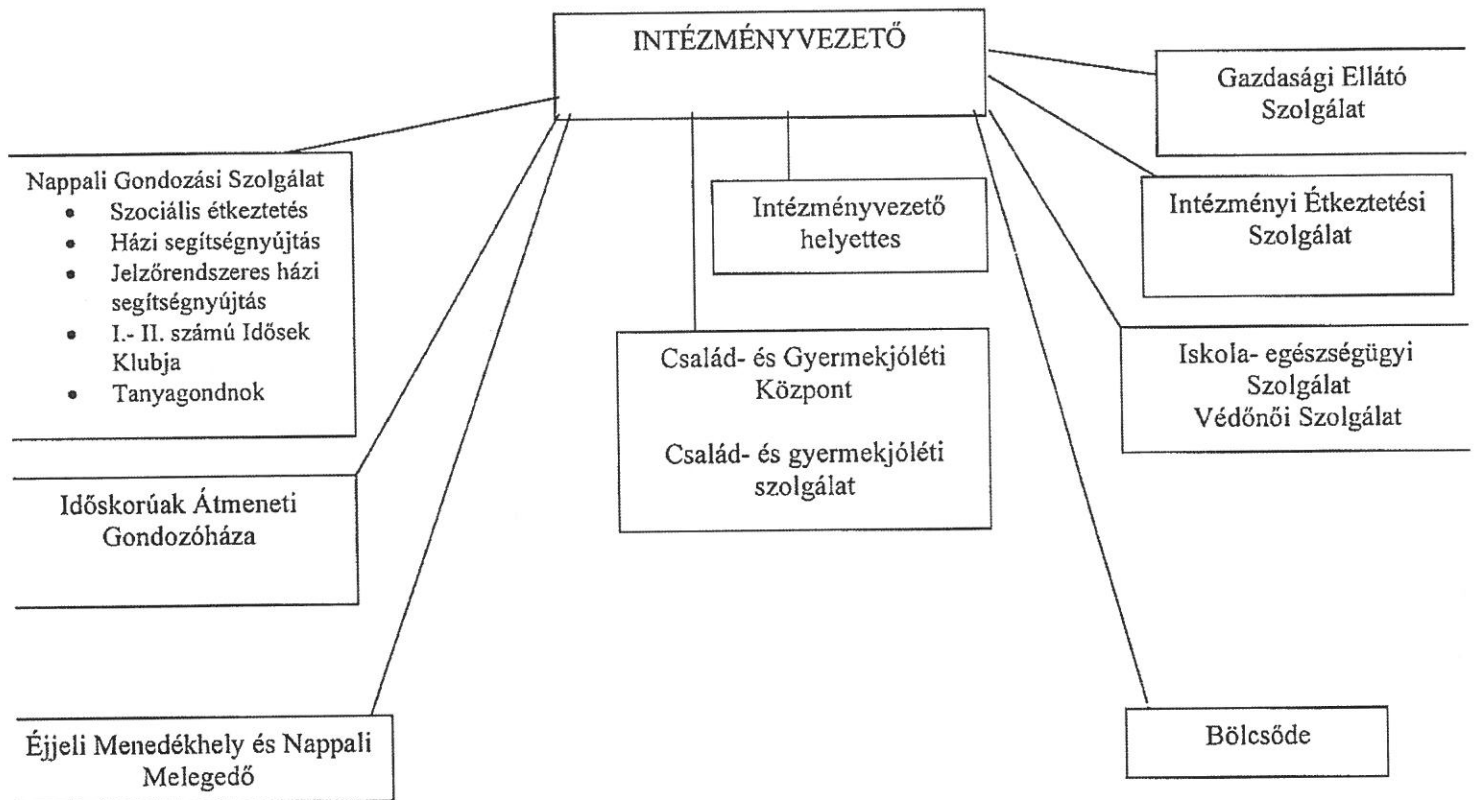 INTÉZMÉNYVEZETŐ
Gazdasági Ellátó
Szolgálat
Nappali Gondozási Szolgálat
• Szociális étkeztetés
• Házi segítségnyújtás
• Jelzőrendszeres házi
segítségnyújtás
• I.- II. számú Idősek
Klubja
• Tanyagondnok
Intézményvezető
helyettes
Intézményi Étkeztetési
Szolgálat
Család- és Gyermekjóléti
Központ
Család- és gyermekjóléti
szolgálat
Iskola- egészségügyi
Szolgálat
Védőnői Szolgálat
Időskorúak Átmeneti
Gondozóháza
Éjjeli Menedékhely és Nappali
Melegedő
Bölcsőde